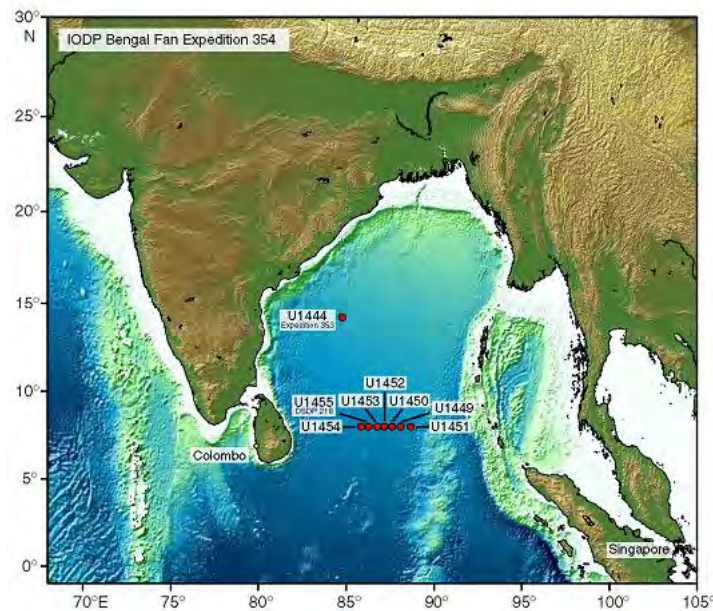 30°
N
IODP Bengal Fan Expedition 354
25°
20°
15°
U1444
Expedition 353
10°
U1452
U1455
DSDP 218
U1453
U1450
U1449
U1454
U1451
Colombo
5°
Singapore
0°
70°E
75°
80°
85°
90°
95°
100°
105°